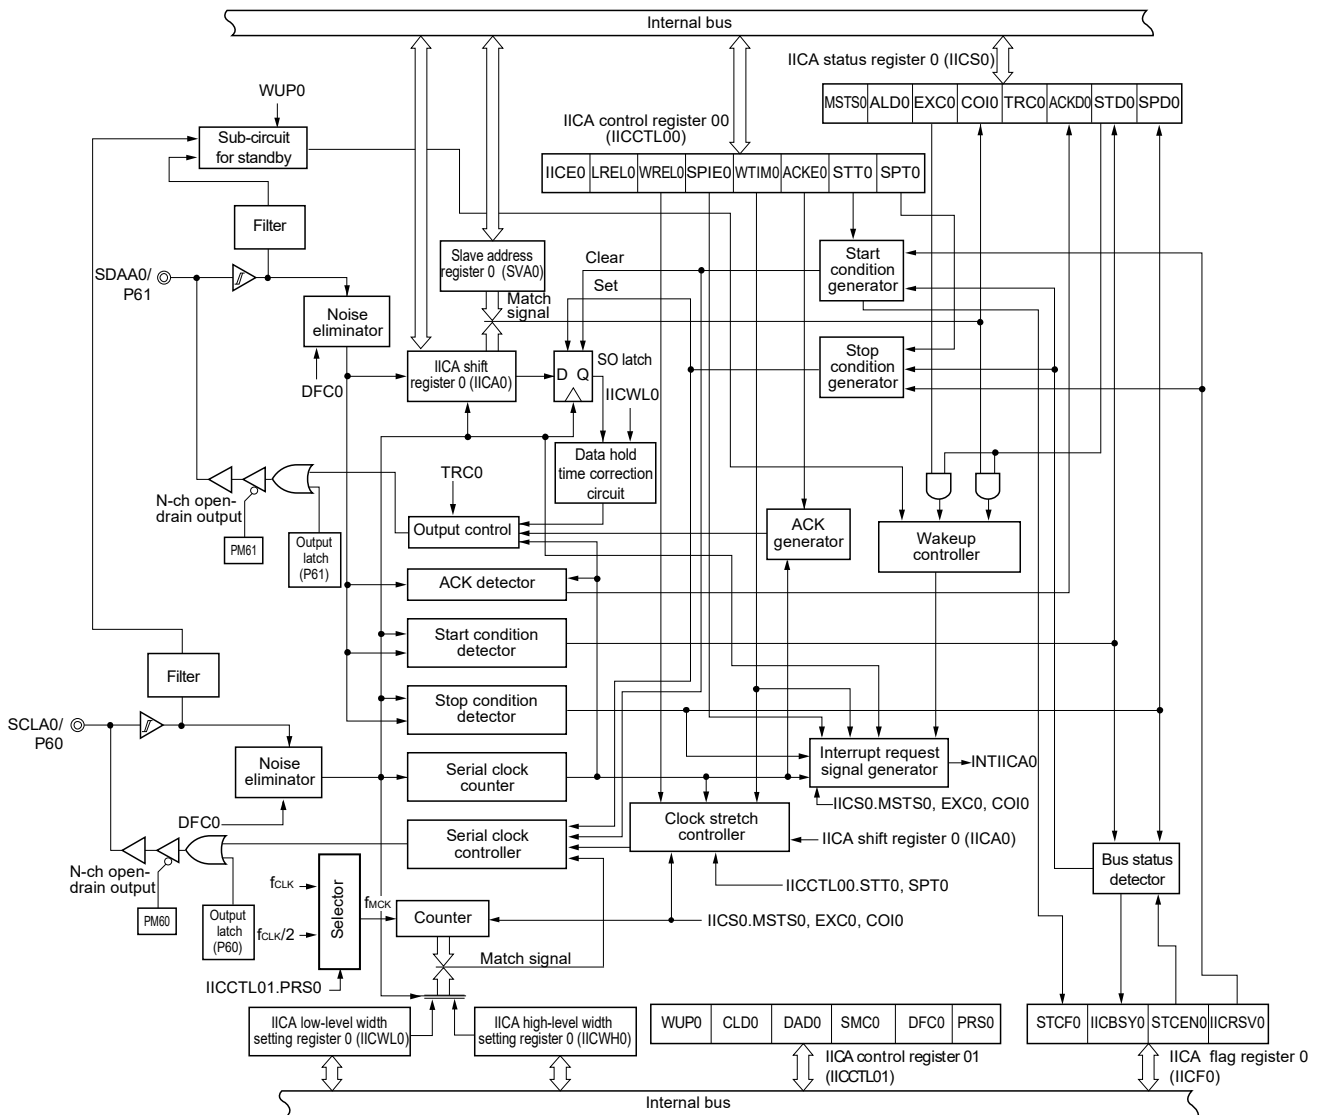 Internal bus
IICA status register 0 (IICS0)
WUP0
MSTS0 ALD0 EXC0 COI0 TRC0 ACKD0 STD0 SPD0
IICA control register 00
(IICCTL00)
Sub-circuit
for standby
IICE0 LREL0 WREL0 SPIE0 WTIM0 ACKE0 STT0 SPT0
Filter
Slave address
register 0 (SVA0)
Clear
Start
condition
generator
SDAA0/
P61
Set
Match
signal
Noise
eliminator
Stop
condition
generator
IICA shift
register 0 (IICA0)
SO latch
D Q
DFC0
IICWL0
Data hold
time correction
circuit
TRC0
N-ch open-
drain output
Output control
ACK
generator
Wakeup
controller
PM61
Output
latch
(P61)
ACK detector
Start condition
detector
Filter
Stop condition
detector
SCLA0/
P60
Noise
eliminator
Serial clock
counter
Interrupt request
signal generator
INTIICA0
IICS0.MSTS0, EXC0, COI0
DFC0
Serial clock
controller
Clock stretch
controller
IICA shift register 0 (IICA0)
Bus status
detector
N-ch open-
drain output
PM60
Output
latch
(P60)
fCLK
fCLK/2
Selector
fMCK
Counter
IICCTL00.STT0, SPT0
IICS0.MSTS0, EXC0, COI0
Match signal
IICCTL01.PRS0
IICA low-level width
setting register 0 (IICWL0)
IICA high-level width
setting register 0 (IICWH0)
WUP0 CLD0 DAD0 SMC0 DFC0 PRS0
IICA control register 01
(IICCTL01)
STCF0 IICBSY0 STCEN0 IICRSV0
IICA flag register 0
(IICF0)
Internal bus